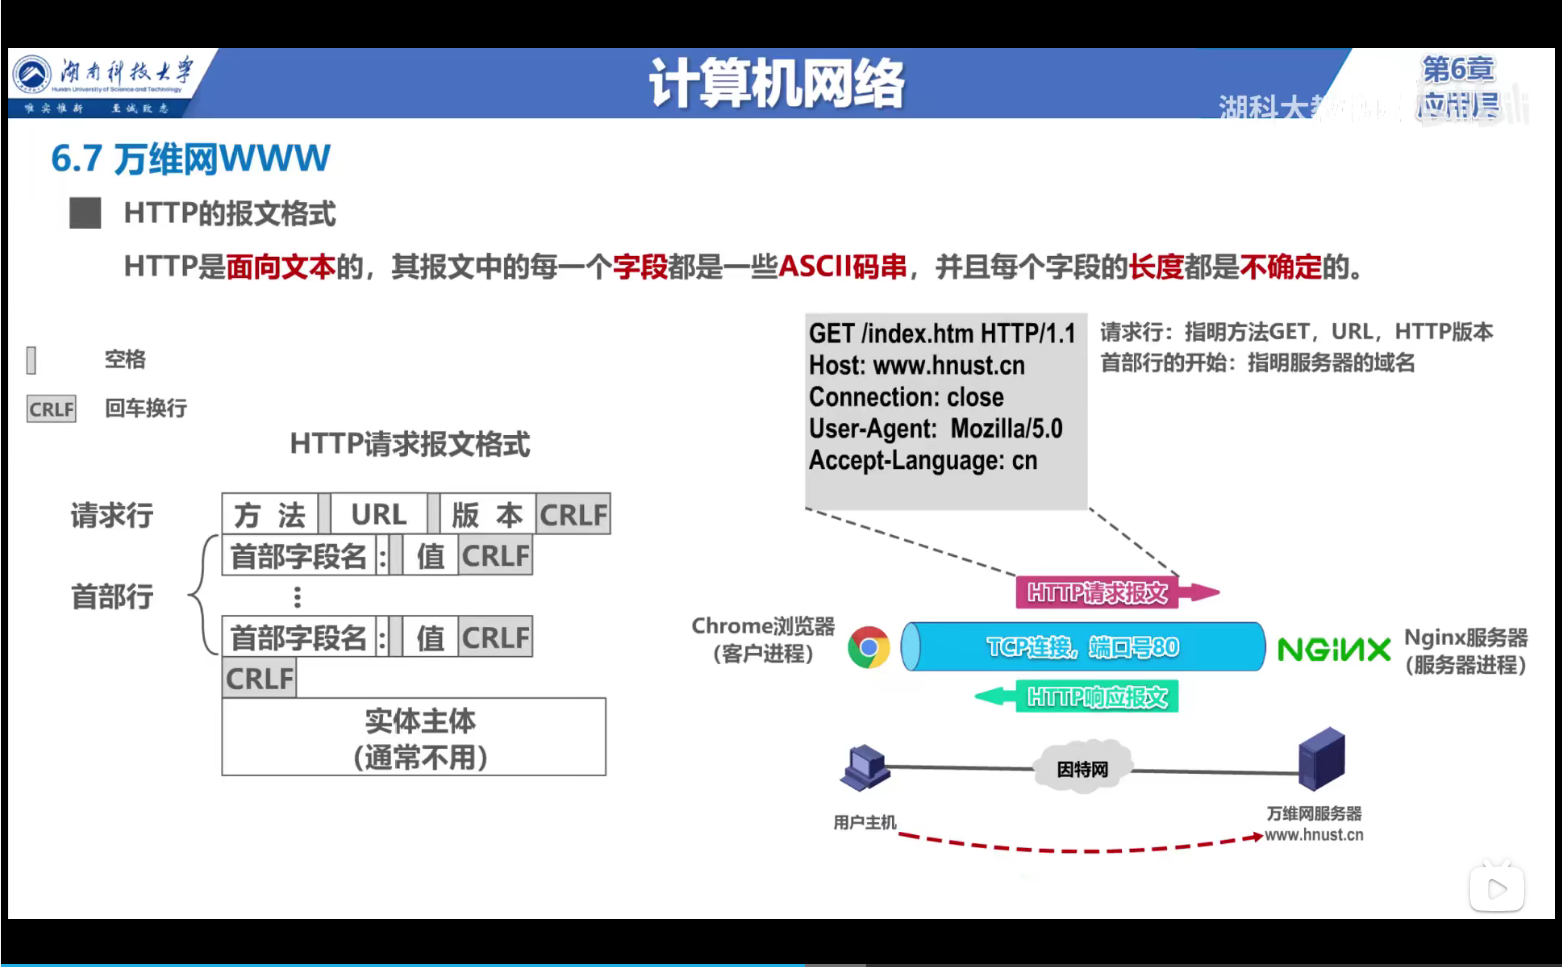 湖南科技大学
Hunan University of Science and Technology
唯实惟新 至诚致志
计算机网络
第6章
应用层
湖科大教
6.7 万维网WWW
HTTP的报文格式
HTTP是面向文本的，其报文中的每一个字段都是一些ASCII码串，并且每个字段的长度都是不确定的。
空格
CRLF 回车换行
HTTP请求报文格式
请求行 方 法 URL 版 本 CRLF
首部字段名 : 值 CRLF
首部行 ⋮
首部字段名 : 值 CRLF
CRLF
实体主体
(通常不用)
GET /index.htm HTTP/1.1
Host: www.hnust.cn
Connection: close
User-Agent: Mozilla/5.0
Accept-Language: cn
请求行：指明方法GET，URL，HTTP版本
首部行的开始：指明服务器的域名
HTTP请求报文
Chrome浏览器
（客户进程）
TCP连接，端口号80
NGINX
Nginx服务器
（服务器进程）
HTTP响应报文
因特网
用户主机
万维网服务器
www.hnust.cn